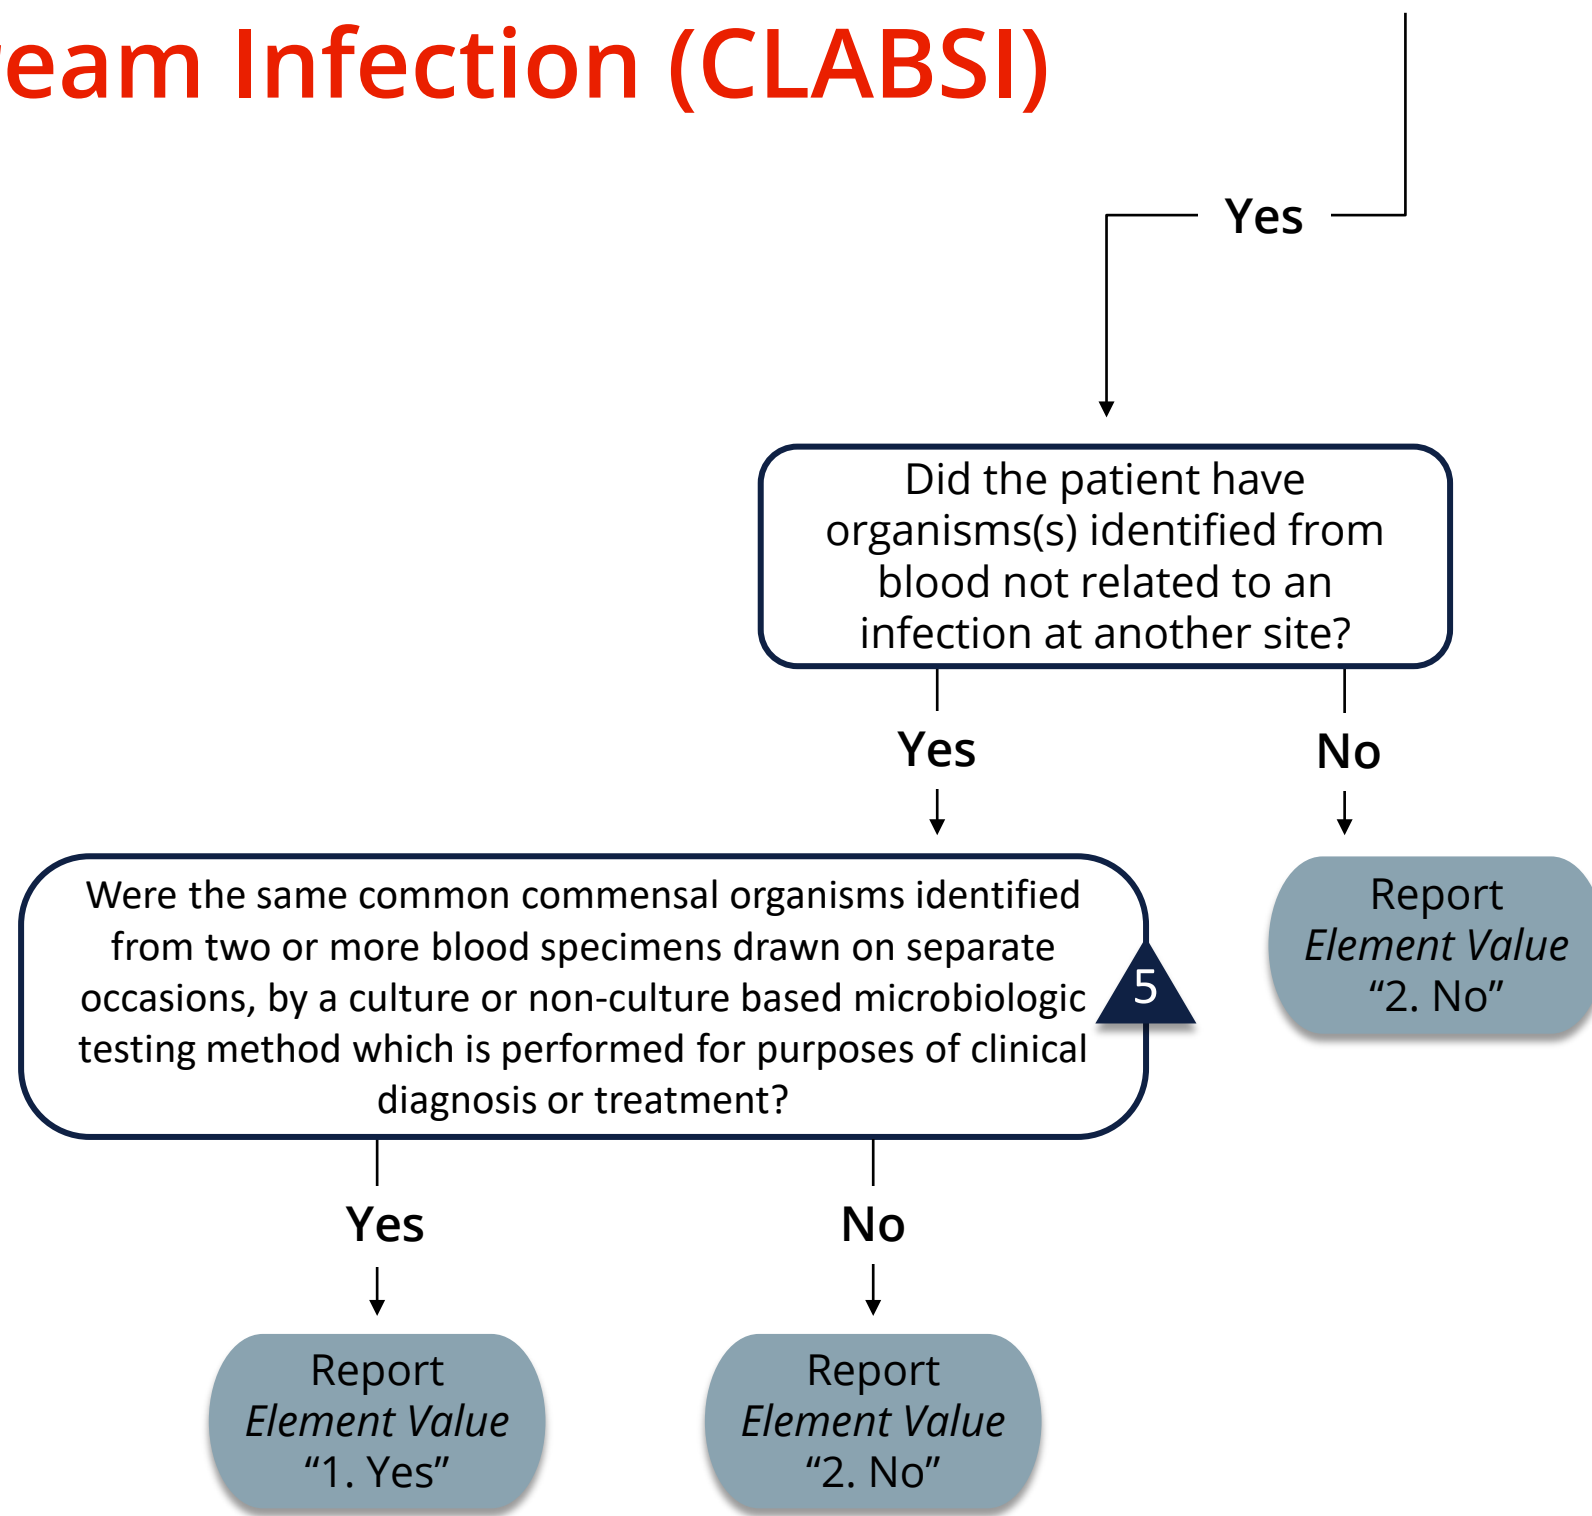 ream Infection (CLABSI)
Yes
Did the patient have
organisms(s) identified from
blood not related to an
infection at another site?
Yes
No
Were the same common commensal organisms identified
from two or more blood specimens drawn on separate
occasions, by a culture or non-culture based microbiologic
testing method which is performed for purposes of clinical
diagnosis or treatment?
5
Report
Element Value
“2. No”
Yes
No
Report
Element Value
“1. Yes”
Report
Element Value
“2. No”